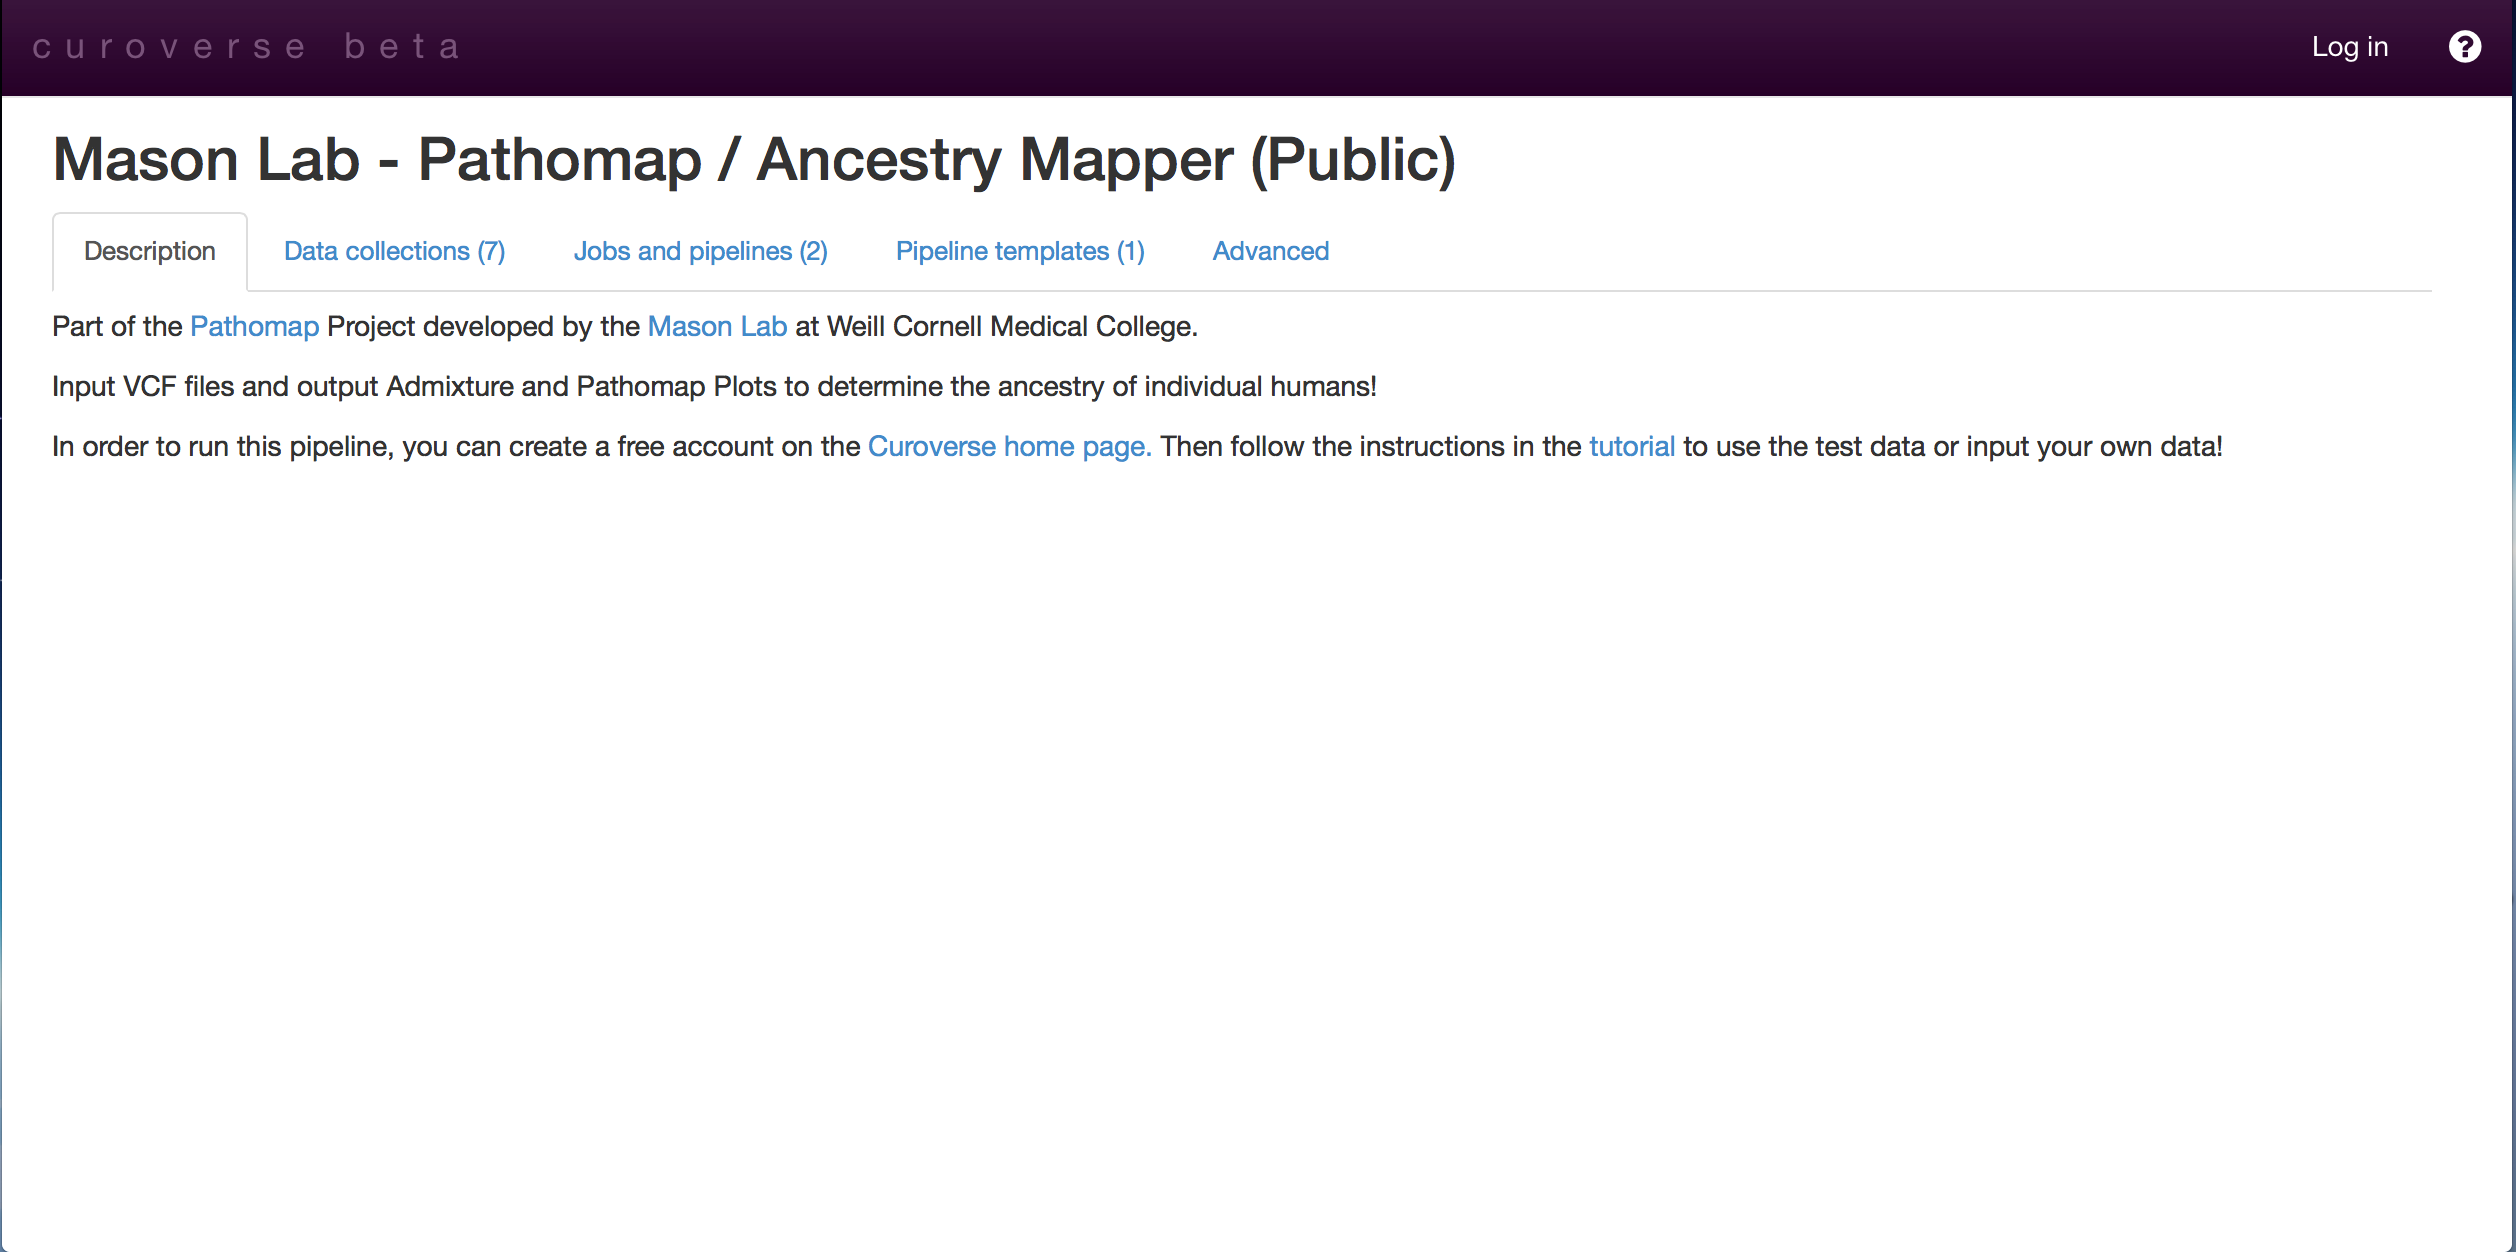 curoverse beta
Log in
?
Mason Lab - Pathomap / Ancestry Mapper (Public)
Description
Data collections (7)
Jobs and pipelines (2)
Pipeline templates (1)
Advanced
Part of the Pathomap Project developed by the Mason Lab at Weill Cornell Medical College.
Input VCF files and output Admixture and Pathomap Plots to determine the ancestry of individual humans!
In order to run this pipeline, you can create a free account on the Curoverse home page. Then follow the instructions in the tutorial to use the test data or input your own data!